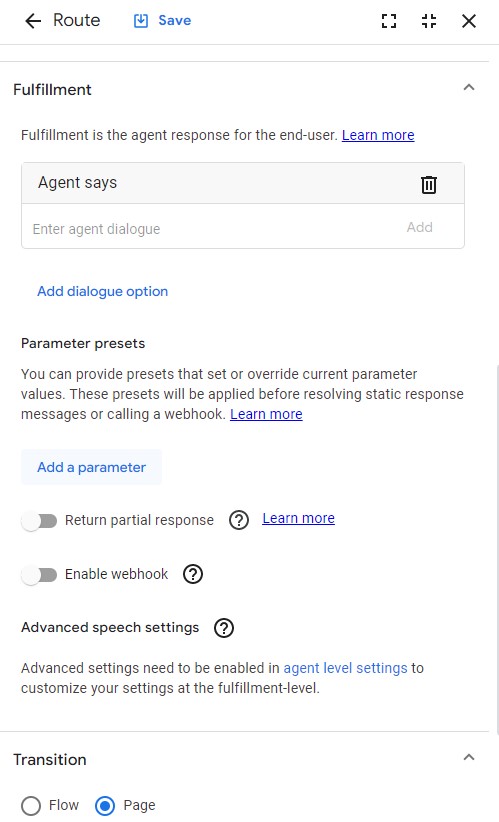 Route
Save
Fulfillment
Fulfillment is the agent response for the end-user. Learn more
Agent says
Enter agent dialogue
Add
Add dialogue option
Parameter presets
You can provide presets that set or override current parameter
values. These presets will be applied before resolving static response
messages or calling a webhook. Learn more
Add a parameter
Return partial response
Learn more
Enable webhook
Advanced speech settings
Advanced settings need to be enabled in agent level settings to
customize your settings at the fulfillment-level.
Transition
Flow
Page